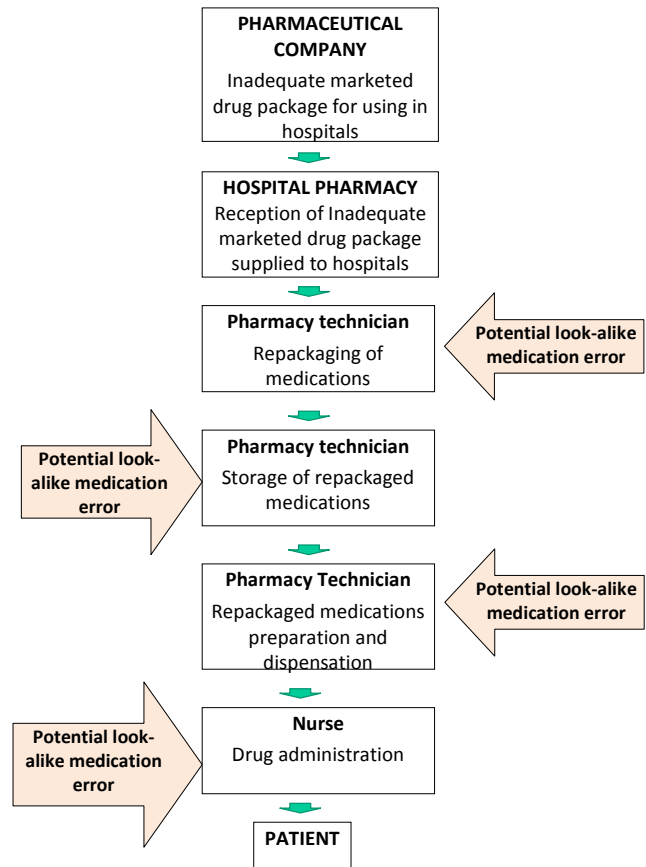 PHARMACEUTICAL
COMPANY
Inadequate marketed
drug package for using in
hospitals
HOSPITAL PHARMACY
Reception of Inadequate
marketed drug package
supplied to hospitals
Pharmacy technician
Repackaging of
medications
Potential look-alike
medication error
Pharmacy technician
Storage of repackaged
medications
Potential look-
alike medication
error
Pharmacy Technician
Repackaged medications
preparation and
dispensation
Potential look-alike
medication error
Nurse
Drug administration
Potential look-
alike medication
error
PATIENT